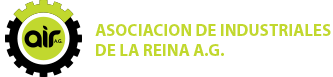 air A.G.
ASOCIACION DE INDUSTRIALES
DE LA REINA A.G.